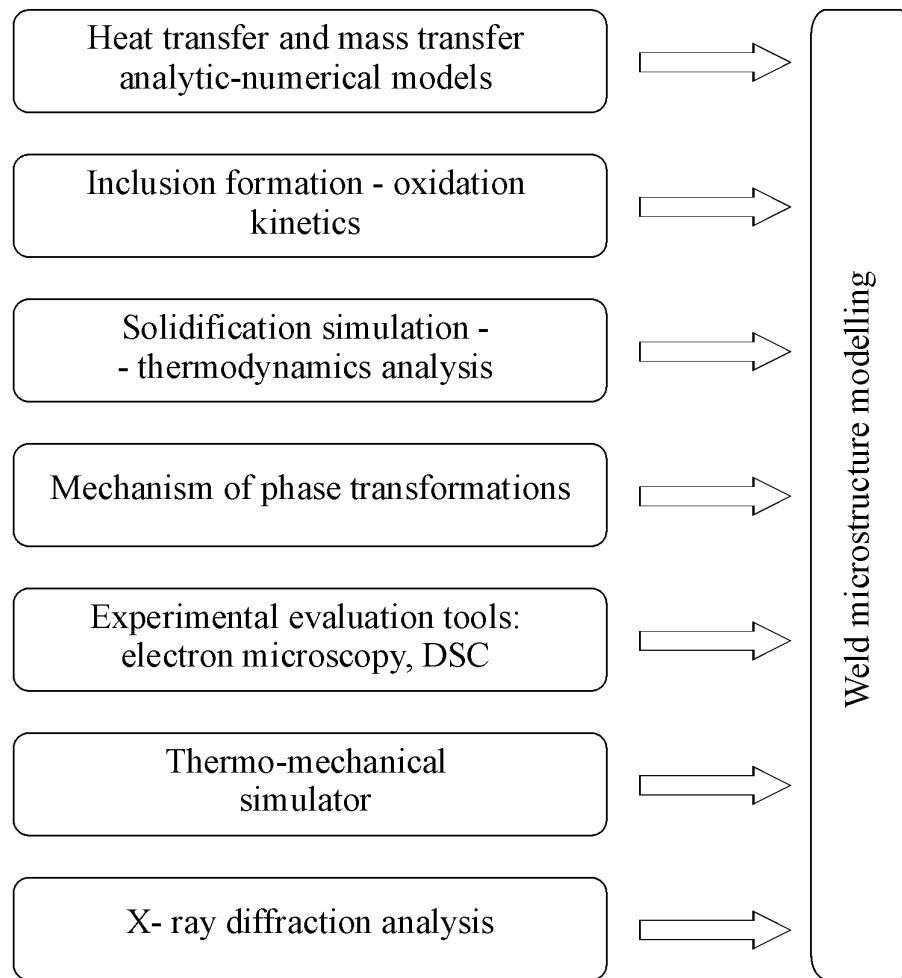 Heat transfer and mass transfer
analytic-numerical models
Inclusion formation - oxidation
kinetics
Solidification simulation -
- thermodynamics analysis
Mechanism of phase transformations
Experimental evaluation tools:
electron microscopy, DSC
Thermo-mechanical
simulator
X- ray diffraction analysis
Weld microstructure modelling